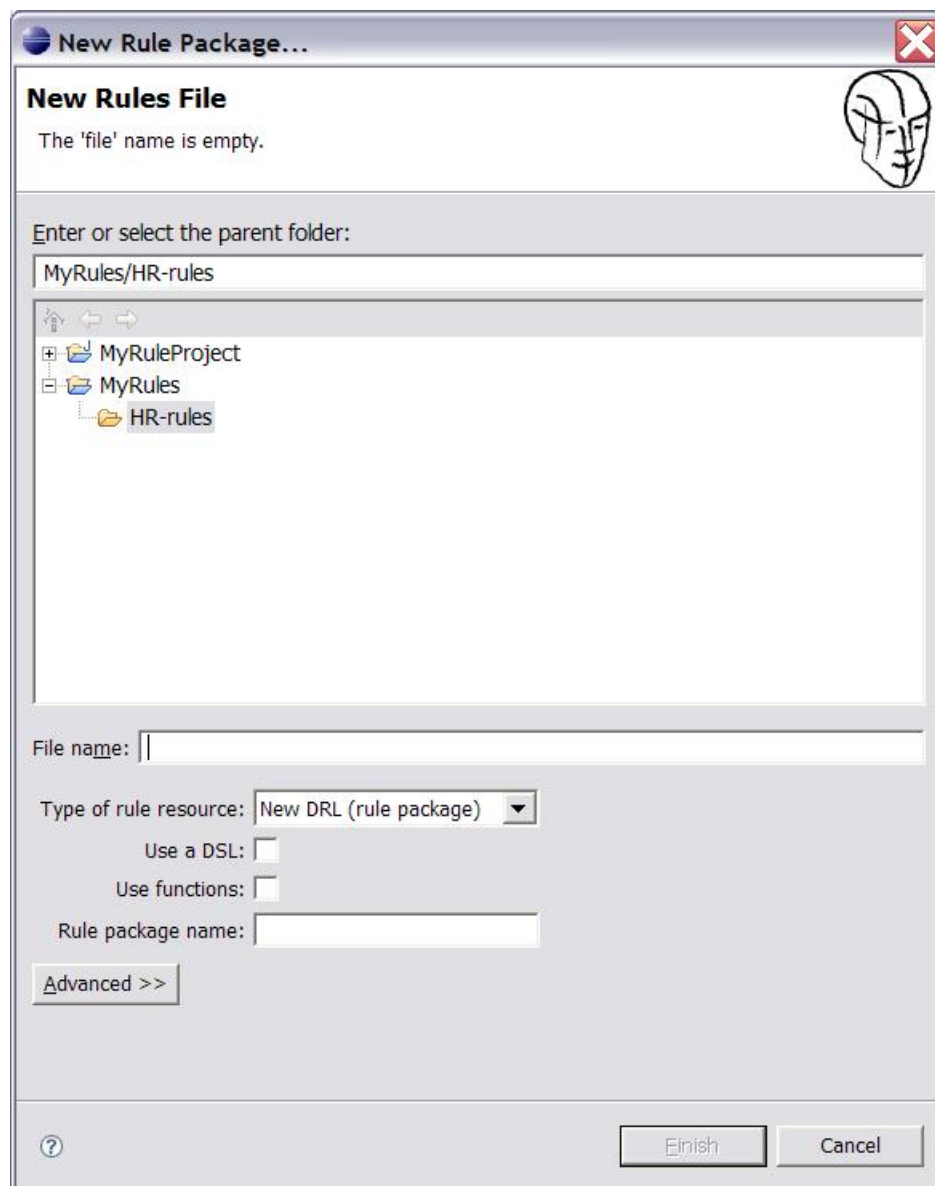 New Rule Package...
New Rules File
The 'file' name is empty.
Enter or select the parent folder:
MyRules/HR-rules
MyRuleProject
MyRules
HR-rules
File name:
Type of rule resource: New DRL (rule package)
Use a DSL:
Use functions:
Rule package name:
Advanced >>
Finish Cancel